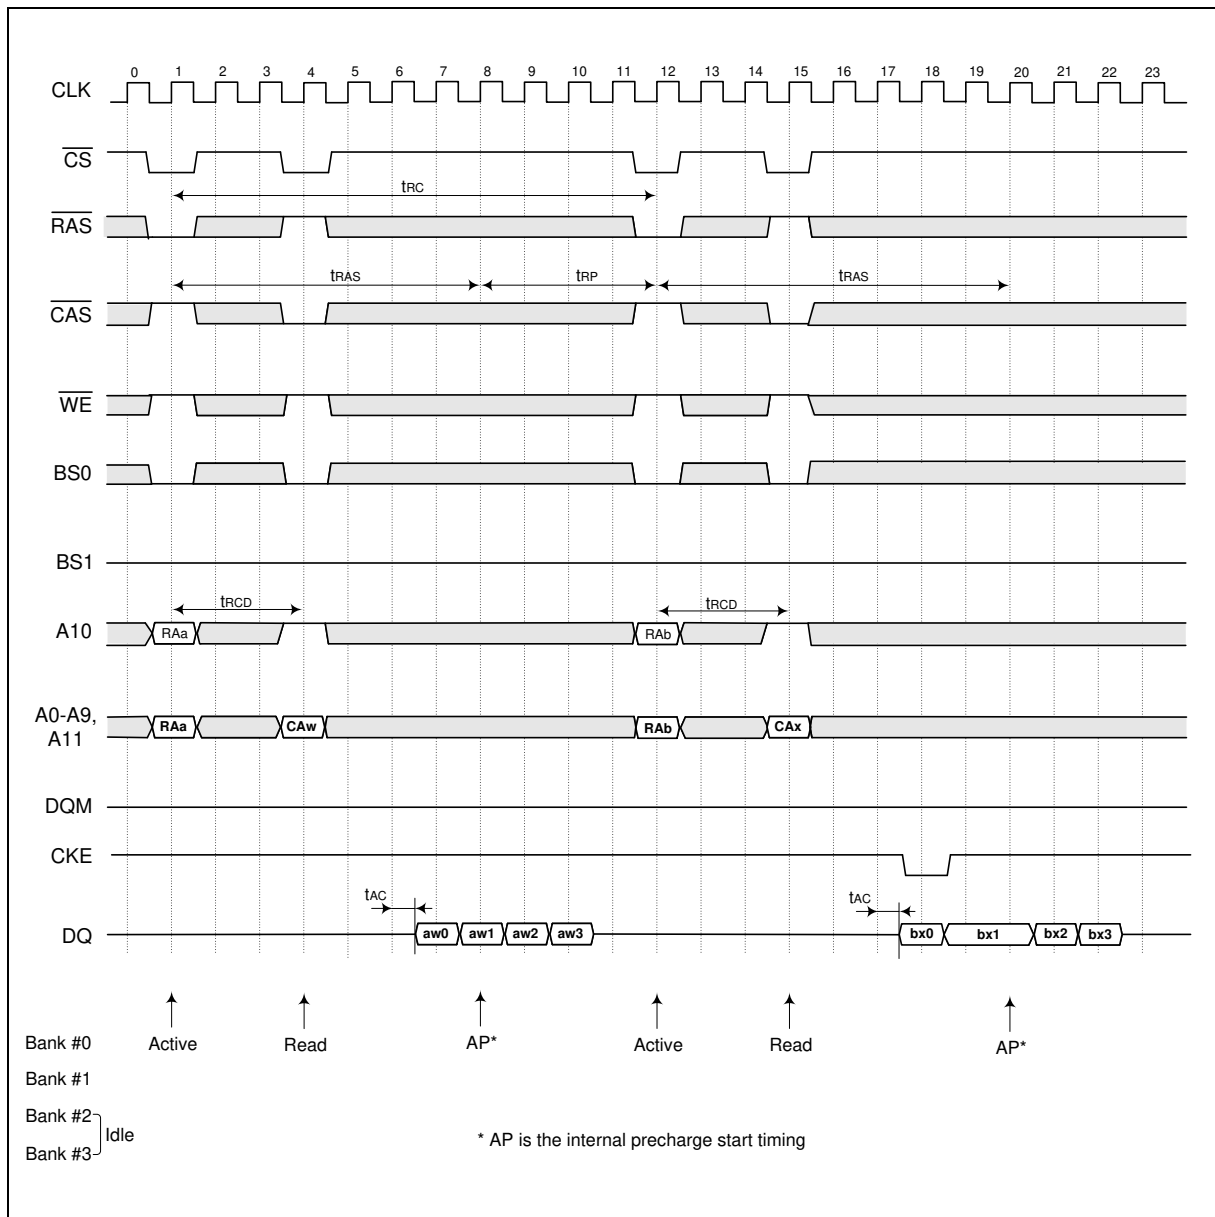 0 1 2 3 4 5 6 7 8 9 10 11 12 13 14 15 16 17 18 19 20 21 22 23
CLK
CS
tRC
RAS
tRAS tRP tRAS
CAS
WE
BS0
BS1
tRCD tRCD
A10 RAa RAb
A0-A9,
A11
RAa CAw RAb CAx
DQM
CKE
tAC tAC
DQ aw0 aw1 aw2 aw3 bx0 bx1 bx2 bx3
Bank #0 Active Read AP* Active Read AP*
Bank #1
Bank #2
Idle
Bank #3
* AP is the internal precharge start timing